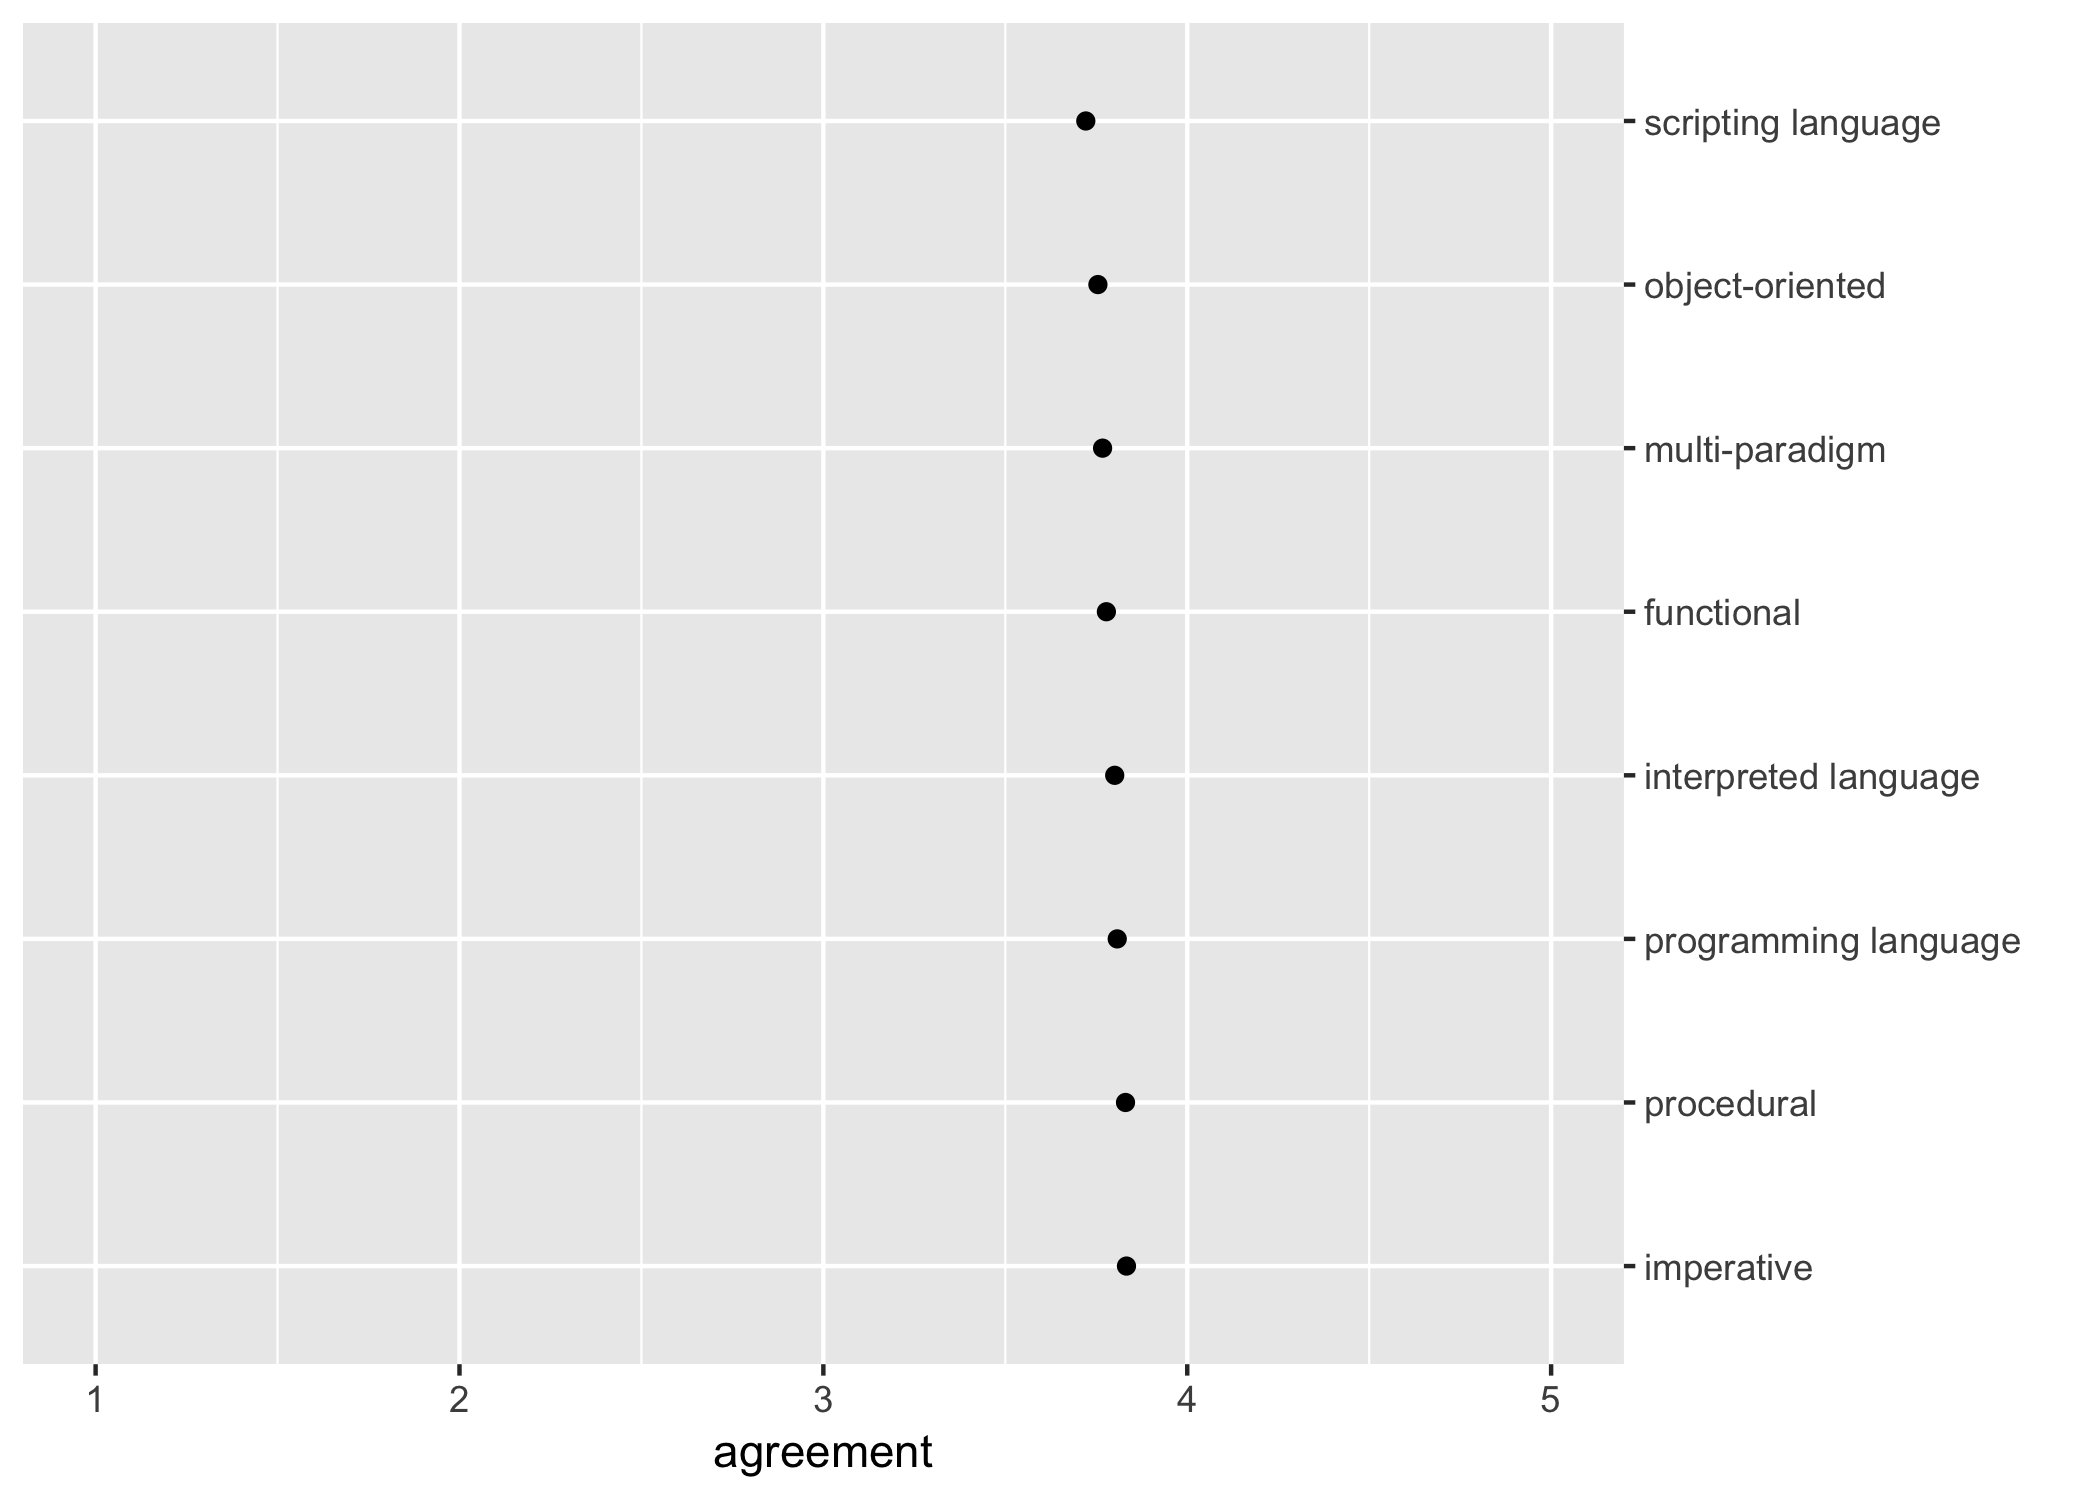 scripting language
object-oriented
multi-paradigm
functional
interpreted language
programming language
procedural
imperative
1 2 3 4 5
agreement